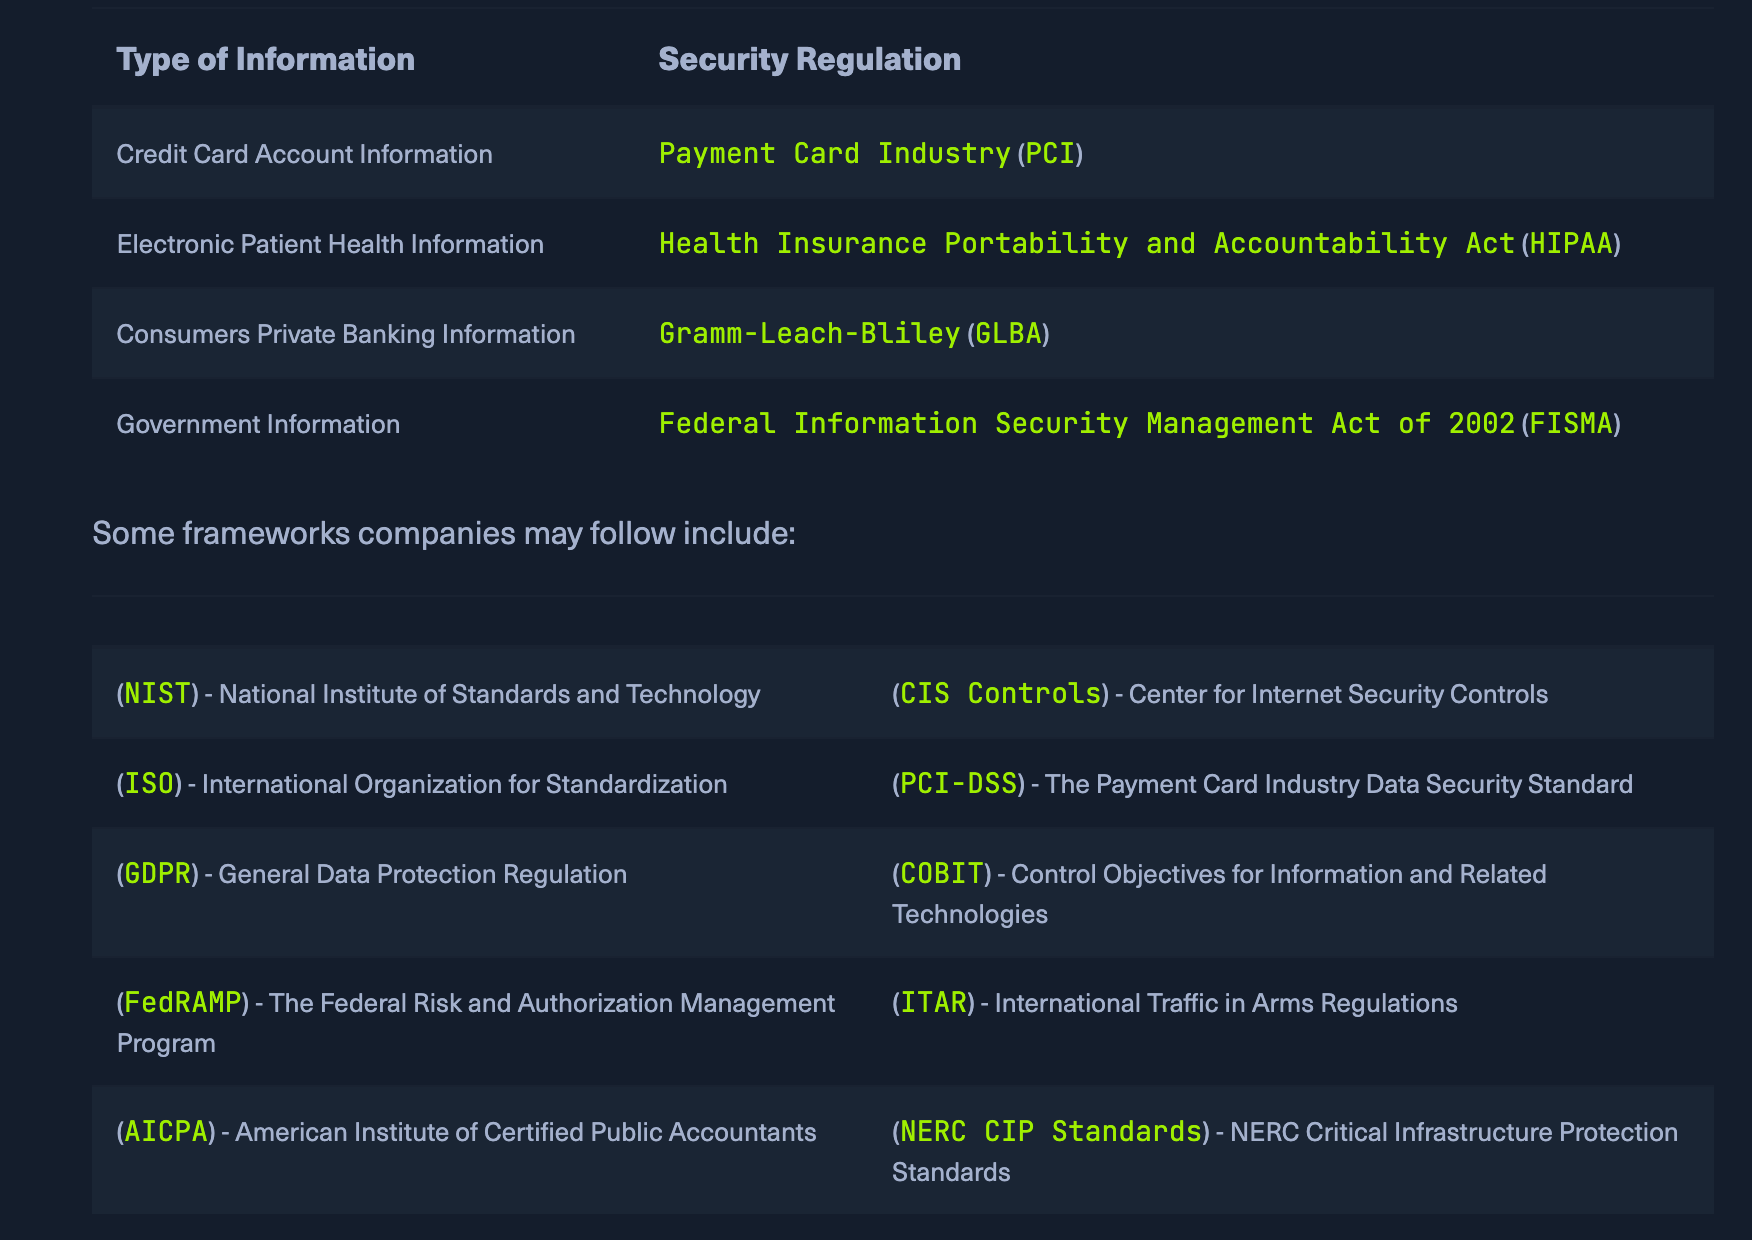 Type of Information Security Regulation
Credit Card Account Information Payment Card Industry (PCI)
Electronic Patient Health Information Health Insurance Portability and Accountability Act (HIPAA)
Consumers Private Banking Information Gramm-Leach-Bliley (GLBA)
Government Information Federal Information Security Management Act of 2002 (FISMA)
Some frameworks companies may follow include:
(NIST) - National Institute of Standards and Technology (CIS Controls) - Center for Internet Security Controls
(ISO) - International Organization for Standardization (PCI-DSS) - The Payment Card Industry Data Security Standard
(GDPR) - General Data Protection Regulation (COBIT) - Control Objectives for Information and Related
Technologies
(FedRAMP) - The Federal Risk and Authorization Management
Program
(ITAR) - International Traffic in Arms Regulations
(AICPA) - American Institute of Certified Public Accountants (NERC CIP Standards) - NERC Critical Infrastructure Protection
Standards